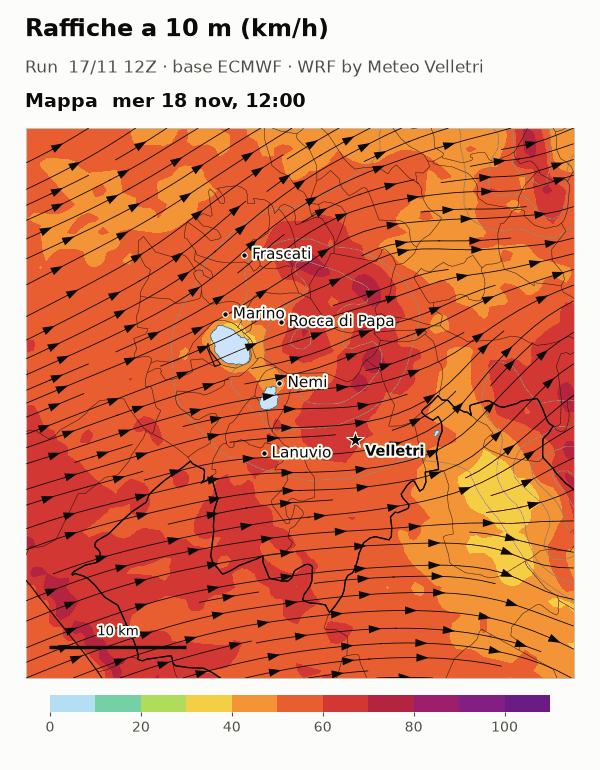 Raffiche a 10 m (km/h)
Run  17/11 12Z · base ECMWF · WRF by Meteo Velletri
Mappa  mer 18 nov, 12:00
Frascati
Marino
Rocca di Papa
Nemi
Velletri
Lanuvio
10 km
0 20 40 60 80 100